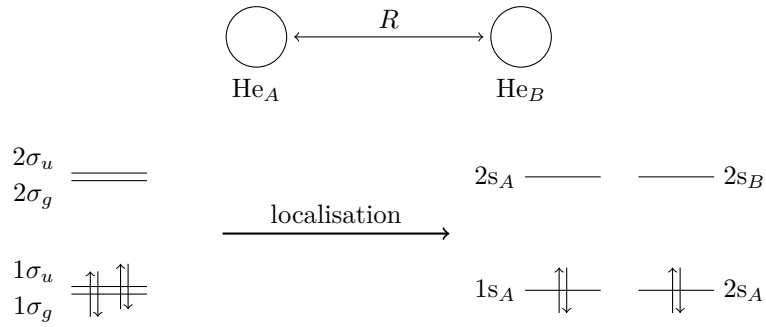 R
He_A He_B
2σ_u
2σ_g
2s_A 2s_B
localisation
1σ_u
1σ_g
1s_A 2s_A